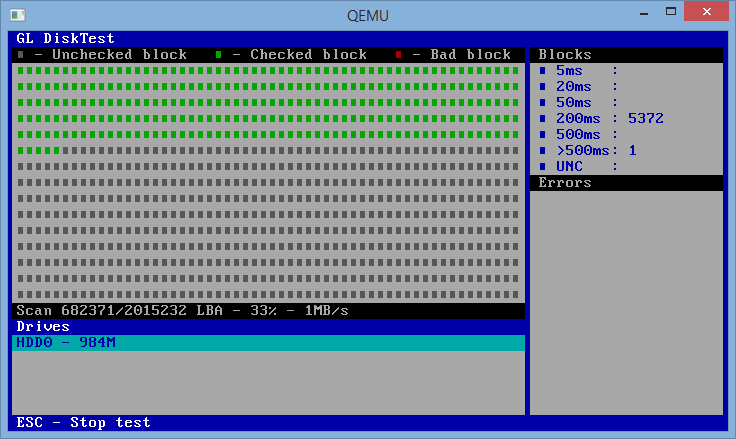 QEMU
GL DiskTest
- Unchecked block - Checked block - Bad block
Blocks
5ms :
20ms :
50ms :
200ms : 5372
500ms :
>500ms: 1
UNC :
Errors
Scan 682371/2015232 LBA - 33% - 1MB/s
Drives
HDD0 - 984M
ESC - Stop test